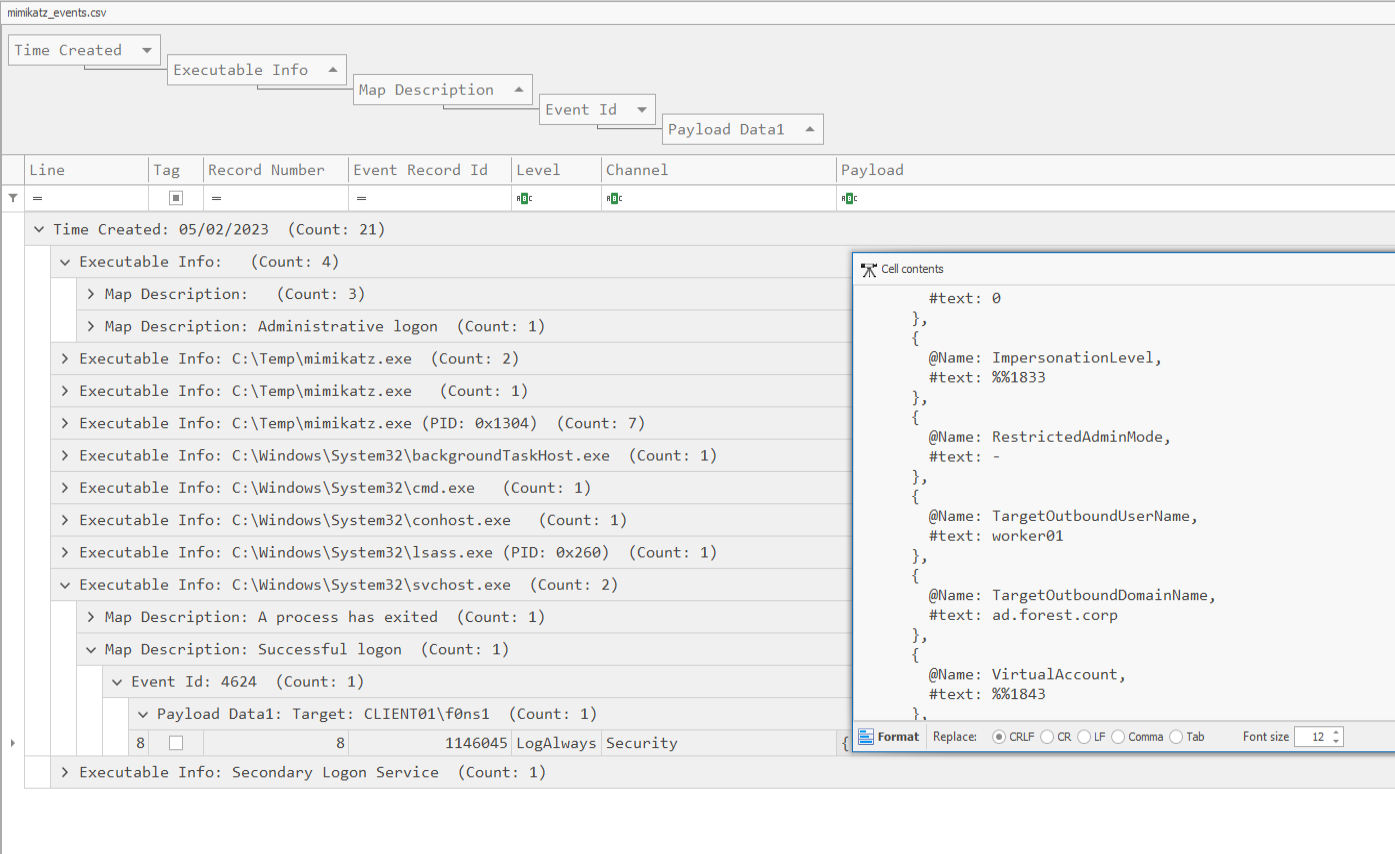 mimikatz_events.csv
Time Created
Executable Info
Map Description
Event Id
Payload Data1
Line Tag Record Number Event Record Id Level Channel Payload
= = = ABC ABC ABC
Time Created: 05/02/2023 (Count: 21)
Executable Info: (Count: 4)
Map Description: (Count: 3)
Map Description: Administrative logon (Count: 1)
Executable Info: C:\Temp\mimikatz.exe (Count: 2)
Executable Info: C:\Temp\mimikatz.exe (Count: 1)
Executable Info: C:\Temp\mimikatz.exe (PID: 0x1304) (Count: 7)
Executable Info: C:\Windows\System32\backgroundTaskHost.exe (Count: 1)
Executable Info: C:\Windows\System32\cmd.exe (Count: 1)
Executable Info: C:\Windows\System32\conhost.exe (Count: 1)
Executable Info: C:\Windows\System32\lsass.exe (PID: 0x260) (Count: 1)
Executable Info: C:\Windows\System32\svchost.exe (Count: 2)
Map Description: A process has exited (Count: 1)
Map Description: Successful logon (Count: 1)
Event Id: 4624 (Count: 1)
Payload Data1: Target: CLIENT01\f0ns1 (Count: 1)
8 8 1146045 LogAlways Security {
Executable Info: Secondary Logon Service (Count: 1)
Cell contents
#text: 0
},
{
@Name: ImpersonationLevel,
#text: %%1833
},
{
@Name: RestrictedAdminMode,
#text: -
},
{
@Name: TargetOutboundUserName,
#text: worker01
},
{
@Name: TargetOutboundDomainName,
#text: ad.forest.corp
},
{
@Name: VirtualAccount,
#text: %%1843
},
Format Replace: CRLF CR LF Comma Tab Font size 12